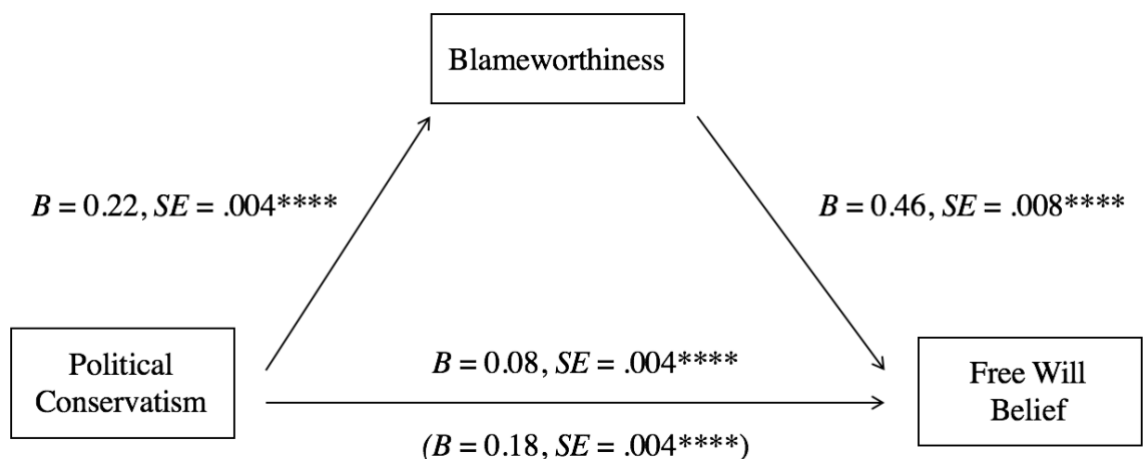 Blameworthiness
B = 0.22, SE = .004****
B = 0.46, SE = .008****
Political
Conservatism
B = 0.08, SE = .004****
(B = 0.18, SE = .004****)
Free Will
Belief